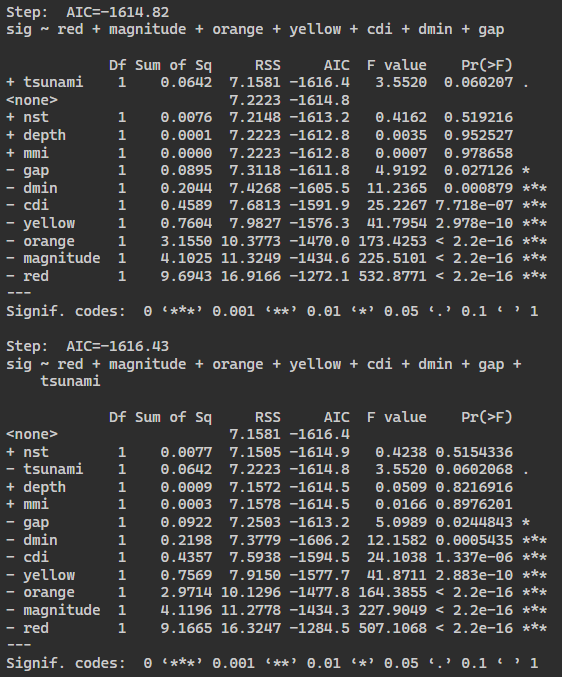 Step:  AIC=-1614.82
sig ~ red + magnitude + orange + yellow + cdi + dmin + gap

            Df Sum of Sq     RSS     AIC  F value    Pr(>F)
+ tsunami    1    0.0642  7.1581 -1616.4   3.5520  0.060207 .
<none>                    7.2223 -1614.8
+ nst        1    0.0076  7.2148 -1613.2   0.4162  0.519216
+ depth      1    0.0001  7.2223 -1612.8   0.0035  0.952527
+ mmi        1    0.0000  7.2223 -1612.8   0.0007  0.978658
- gap        1    0.0895  7.3118 -1611.8   4.9192  0.027126 *
- dmin       1    0.2044  7.4268 -1605.5  11.2365  0.000879 ***
- cdi        1    0.4589  7.6813 -1591.9  25.2267 7.718e-07 ***
- yellow     1    0.7604  7.9827 -1576.3  41.7954 2.978e-10 ***
- orange     1    3.1550 10.3773 -1470.0 173.4253 < 2.2e-16 ***
- magnitude  1    4.1025 11.3249 -1434.6 225.5101 < 2.2e-16 ***
- red        1    9.6943 16.9166 -1272.1 532.8771 < 2.2e-16 ***
---
Signif. codes:  0 ‘***’ 0.001 ‘**’ 0.01 ‘*’ 0.05 ‘.’ 0.1 ‘ ’ 1

Step:  AIC=-1616.43
sig ~ red + magnitude + orange + yellow + cdi + dmin + gap +
    tsunami

            Df Sum of Sq     RSS     AIC  F value    Pr(>F)
<none>                    7.1581 -1616.4
+ nst        1    0.0077  7.1505 -1614.9   0.4238 0.5154336
- tsunami    1    0.0642  7.2223 -1614.8   3.5520 0.0602068 .
+ depth      1    0.0009  7.1572 -1614.5   0.0509 0.8216916
+ mmi        1    0.0003  7.1578 -1614.5   0.0166 0.8976201
- gap        1    0.0922  7.2503 -1613.2   5.0989 0.0244843 *
- dmin       1    0.2198  7.3779 -1606.2  12.1582 0.0005435 ***
- cdi        1    0.4357  7.5938 -1594.5  24.1038 1.337e-06 ***
- yellow     1    0.7569  7.9150 -1577.7  41.8711 2.883e-10 ***
- orange     1    2.9714 10.1296 -1477.8 164.3855 < 2.2e-16 ***
- magnitude  1    4.1196 11.2778 -1434.3 227.9049 < 2.2e-16 ***
- red        1    9.1665 16.3247 -1284.5 507.1068 < 2.2e-16 ***
---
Signif. codes:  0 ‘***’ 0.001 ‘**’ 0.01 ‘*’ 0.05 ‘.’ 0.1 ‘ ’ 1